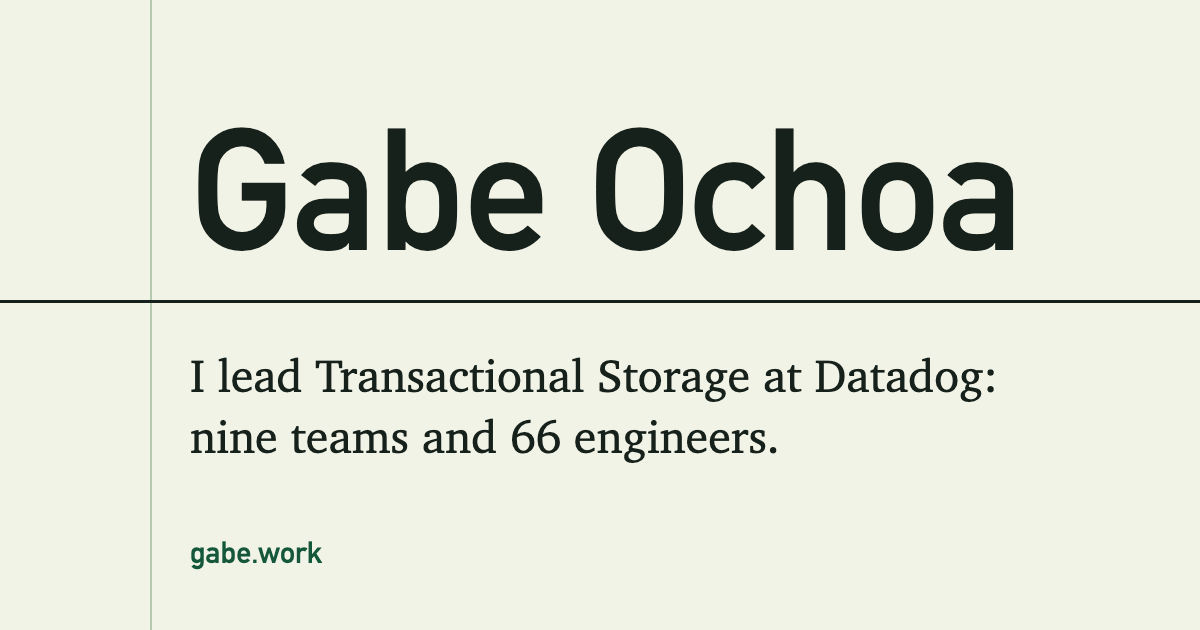 Gabe Ochoa
I lead Transactional Storage at Datadog:
nine teams and 66 engineers.
gabe.work